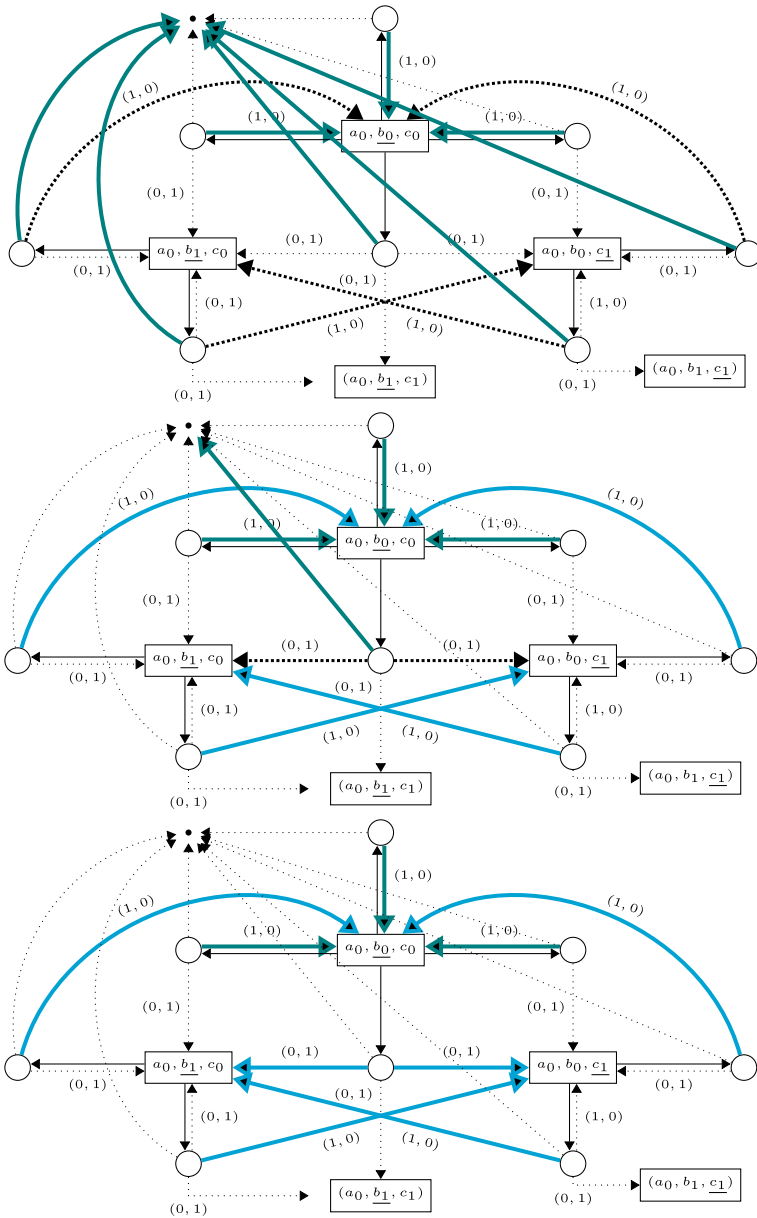 (1, 0)
(1, 0) (1, 0)
(1, 0) (1, 0)
a₀, b₀, c₀
(0, 1) (0, 1)
(0, 1) (0, 1)
a₀, b₁, c₀ a₀, b₀, c₁
(0, 1) (0, 1) (0, 1)
(0, 1) (1, 0)
(1, 0) (1, 0)
(a₀, b₁, c₁) (a₀, b₁, c₁)
(0, 1) (0, 1)
(1, 0)
(1, 0) (1, 0)
(1, 0) (1, 0)
a₀, b₀, c₀
(0, 1) (0, 1)
(0, 1) (0, 1)
a₀, b₁, c₀ a₀, b₀, c₁
(0, 1) (0, 1) (0, 1)
(0, 1) (1, 0)
(1, 0) (1, 0)
(a₀, b₁, c₁) (a₀, b₁, c₁)
(0, 1) (0, 1)
(1, 0)
(1, 0) (1, 0)
(1, 0) (1, 0)
a₀, b₀, c₀
(0, 1) (0, 1)
(0, 1) (0, 1)
a₀, b₁, c₀ a₀, b₀, c₁
(0, 1) (0, 1) (0, 1)
(0, 1) (1, 0)
(1, 0) (1, 0)
(a₀, b₁, c₁) (a₀, b₁, c₁)
(0, 1) (0, 1)